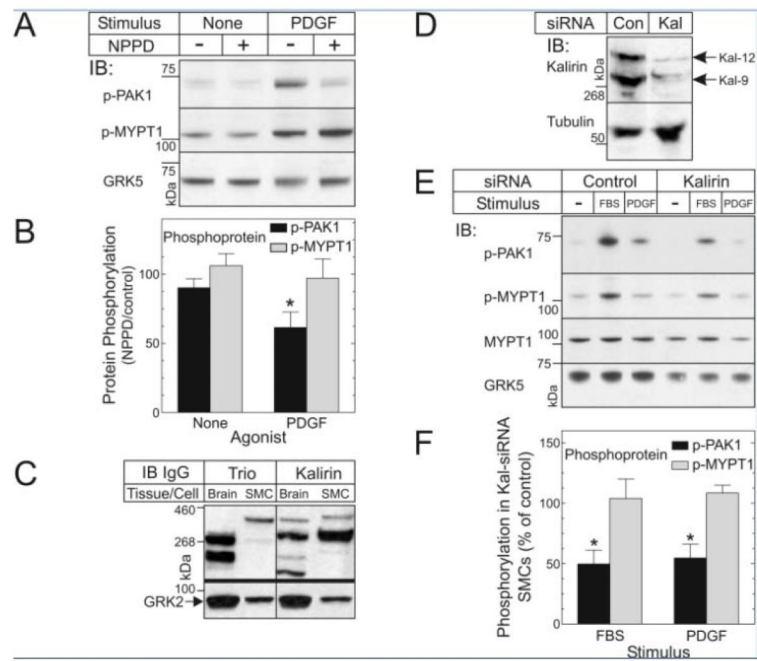 A
Stimulus None PDGF
NPPD - + - +
IB:
75
p-PAK1
p-MYPT1
100
75
GRK5
kDa
B
Phosphoprotein
p-PAK1
p-MYPT1
Protein Phosphorylation
(NPPD/control)
100
50
0
*
None PDGF
Agonist
C
IB IgG Trio Kalirin
Tissue/Cell Brain SMC Brain SMC
460
268
kDa
100
GRK2
D
siRNA Con Kal
IB:
Kalirin
kDa
268
Kal-12
Kal-9
Tubulin
50
E
siRNA Control Kalirin
Stimulus - FBS PDGF - FBS PDGF
IB:
75
p-PAK1
p-MYPT1
100
MYPT1 100
75
GRK5
kDa
F
Phosphorylation in Kal-siRNA
SMCs (% of control)
150
100
50
0
Phosphoprotein
p-PAK1
p-MYPT1
* *
FBS PDGF
Stimulus